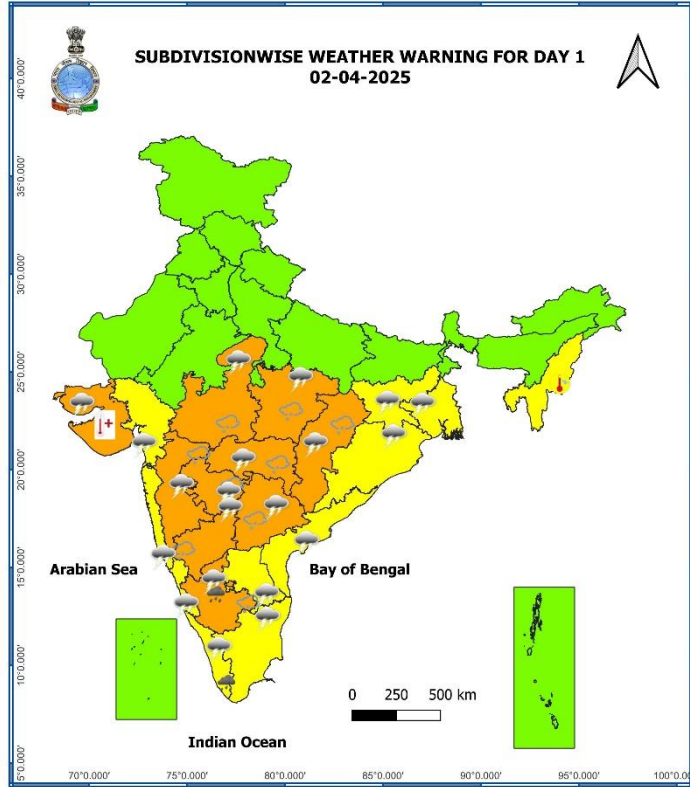 SUBDIVISIONWISE WEATHER WARNING FOR DAY 1
02-04-2025
40°0.000'
35°0.000'
30°0.000'
25°0.000'
20°0.000'
15°0.000'
10°0.000'
5°0.000'
Arabian Sea
Bay of Bengal
0 250 500 km
Indian Ocean
70°0.000' 75°0.000' 80°0.000' 85°0.000' 90°0.000' 95°0.000' 100°0.0